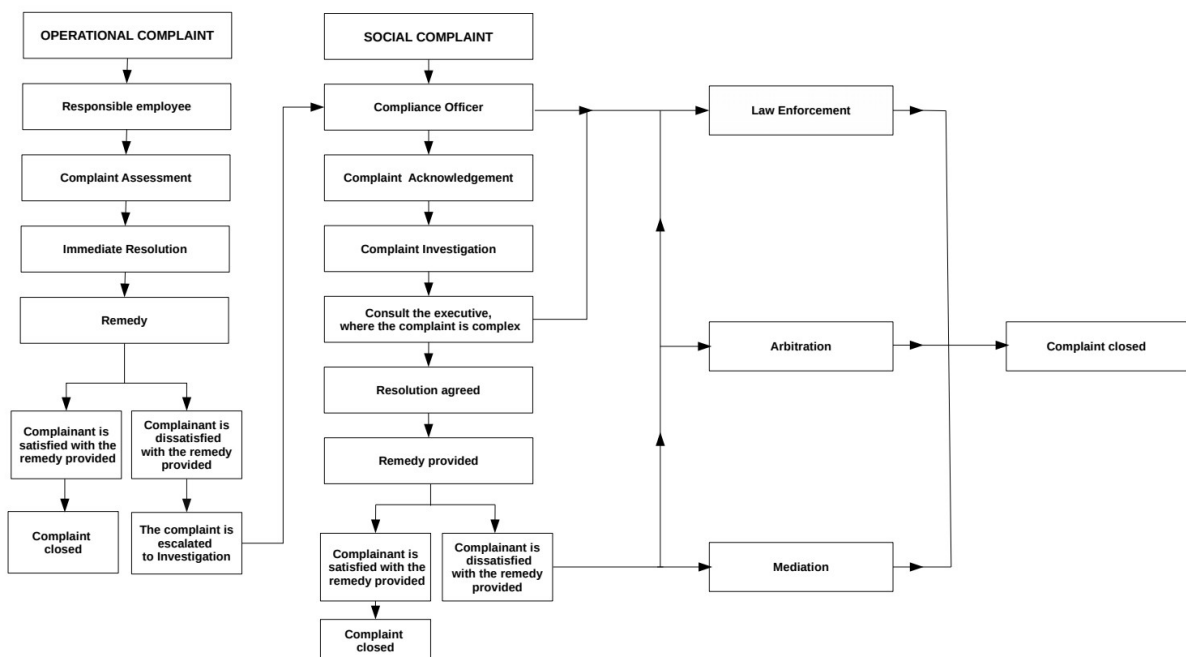 OPERATIONAL COMPLAINT
Responsible employee
Complaint Assessment
Immediate Resolution
Remedy
Complainant is
satisfied with the
remedy provided
Complainant is
dissatisfied
with the remedy
provided
Complaint
closed
The complaint is
escalated
to Investigation
SOCIAL COMPLAINT
Compliance Officer
Complaint Acknowledgement
Complaint Investigation
Consult the executive,
where the complaint is complex
Resolution agreed
Remedy provided
Complainant is
satisfied with the
remedy provided
Complainant is
dissatisfied
with the remedy
provided
Complaint
closed
Law Enforcement
Arbitration
Mediation
Complaint closed